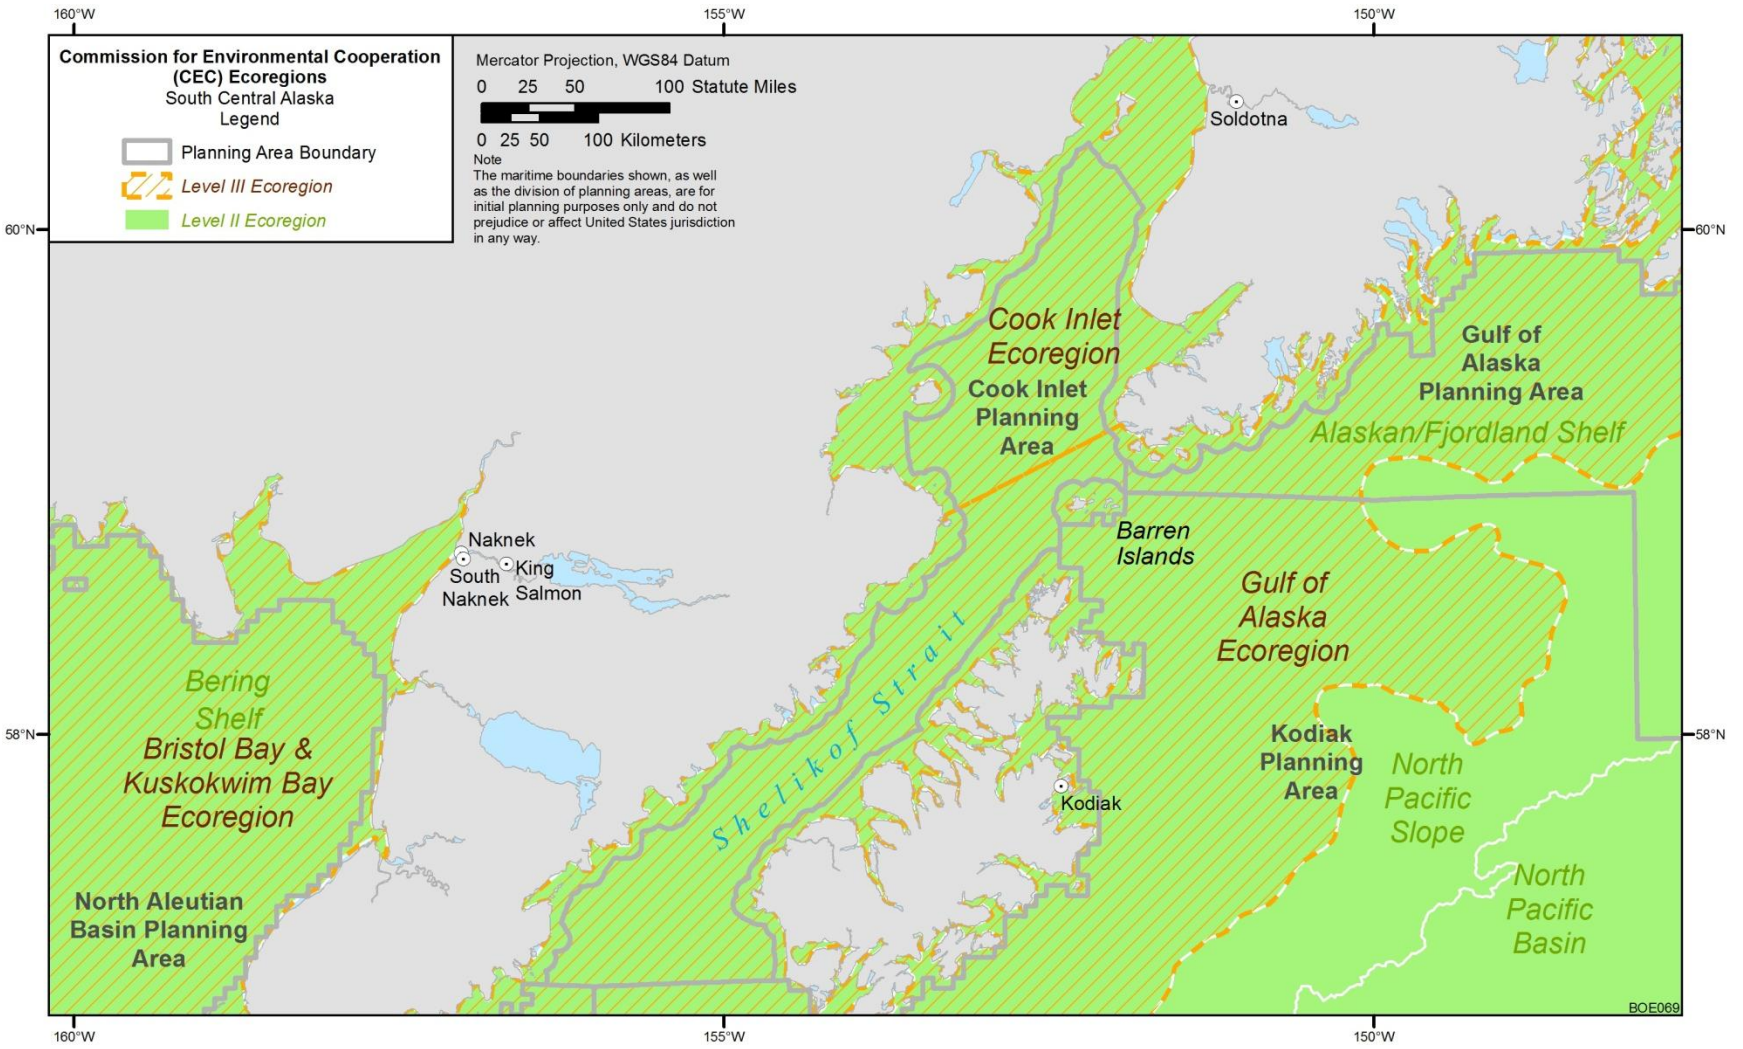 160°W
155°W
150°W
Commission for Environmental Cooperation
(CEC) Ecoregions
South Central Alaska
Legend
Planning Area Boundary
Level III Ecoregion
Level II Ecoregion
Mercator Projection, WGS84 Datum
0 25 50 100 Statute Miles
0 25 50 100 Kilometers
Note
The maritime boundaries shown, as well
as the division of planning areas, are for
initial planning purposes only and do not
prejudice or affect United States jurisdiction
in any way.
Soldotna
60°N
60°N
Cook Inlet
Ecoregion
Cook Inlet
Planning
Area
Gulf of
Alaska
Planning Area
Alaskan/Fjordland Shelf
Barren
Islands
Naknek
South
Naknek
King
Salmon
Gulf of
Alaska
Ecoregion
Shelikof Strait
Bering
Shelf
Bristol Bay &
Kuskokwim Bay
Ecoregion
58°N
58°N
Kodiak
Planning
Area
North
Pacific
Slope
Kodiak
North
Pacific
Basin
North Aleutian
Basin Planning
Area
BOE069
160°W
155°W
150°W